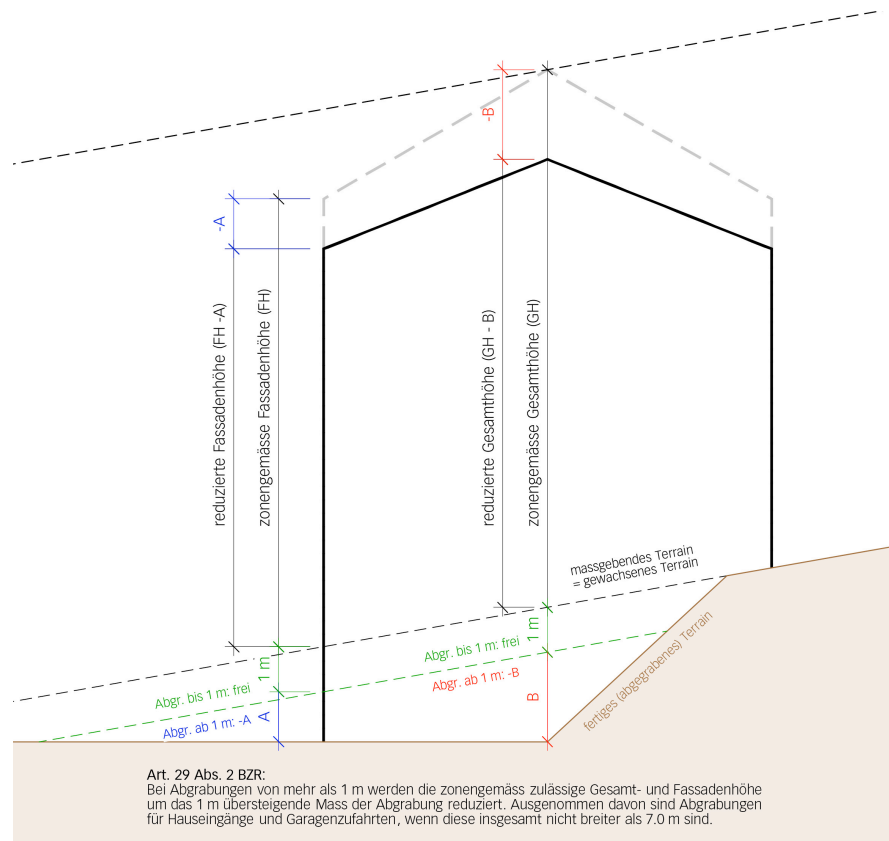 -B
-A
reduzierte Fassadenhöhe (FH -A)
zonengemässe Fassadenhöhe (FH)
reduzierte Gesamthöhe (GH - B)
zonengemässe Gesamthöhe (GH)
massgebendes Terrain
= gewachsenes Terrain
Abgr. bis 1 m: frei
1 m
Abgr. ab 1 m: -B
B
fertiges (abgegrabenes) Terrain
Abgr. bis 1 m: frei
1 m
Abgr. ab 1 m: -A
A
Art. 29 Abs. 2 BZR:
Bei Abgrabungen von mehr als 1 m werden die zonengemäss zulässige Gesamt- und Fassadenhöhe
um das 1 m übersteigende Mass der Abgrabung reduziert. Ausgenommen davon sind Abgrabungen
für Hauseingänge und Garagenzufahrten, wenn diese insgesamt nicht breiter als 7.0 m sind.